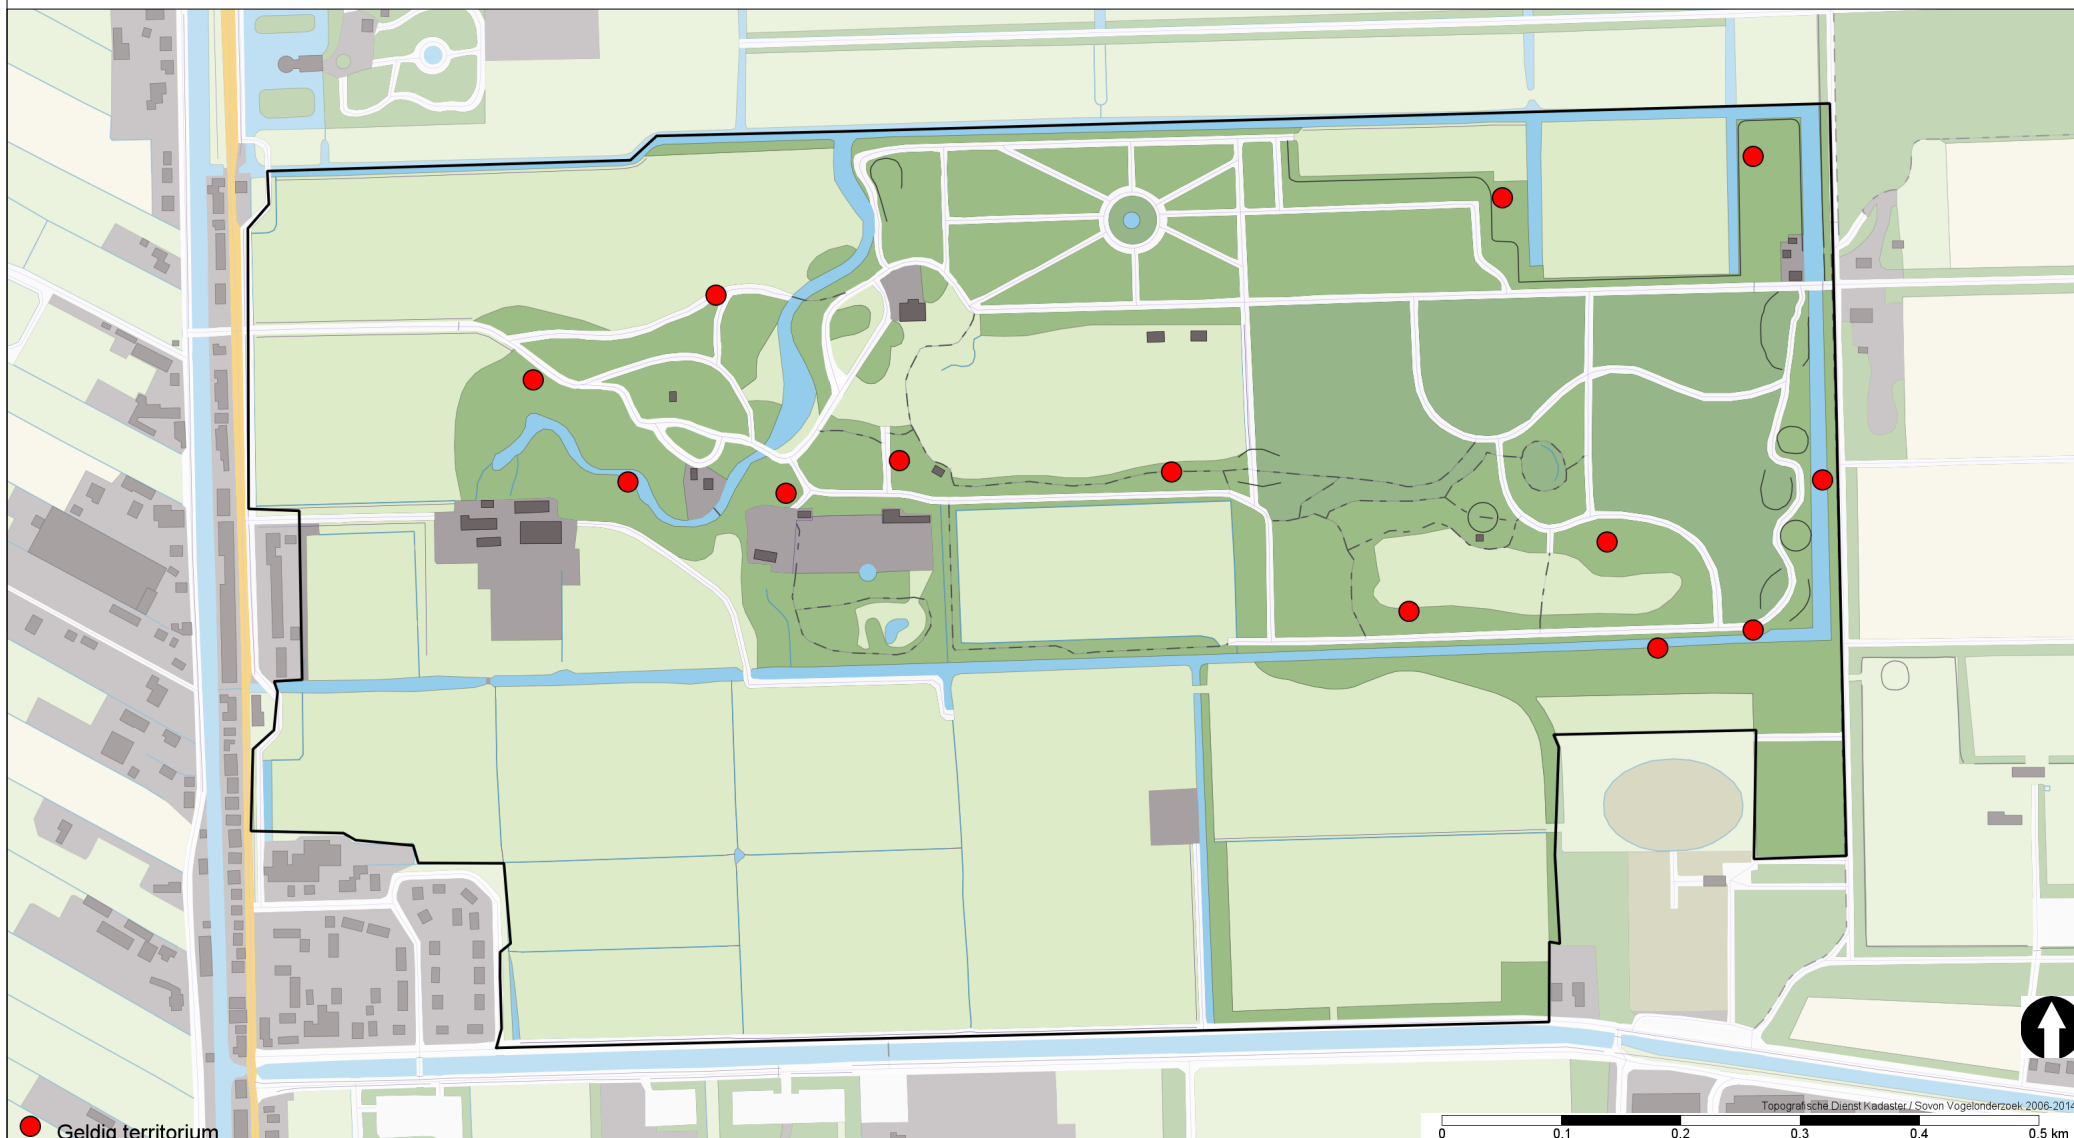 Topografische Dienst Kadaster / Sovon Vogelonderzoek 2006-2014
Geldig territorium
0 0.1 0.2 0.3 0.4 0.5 km